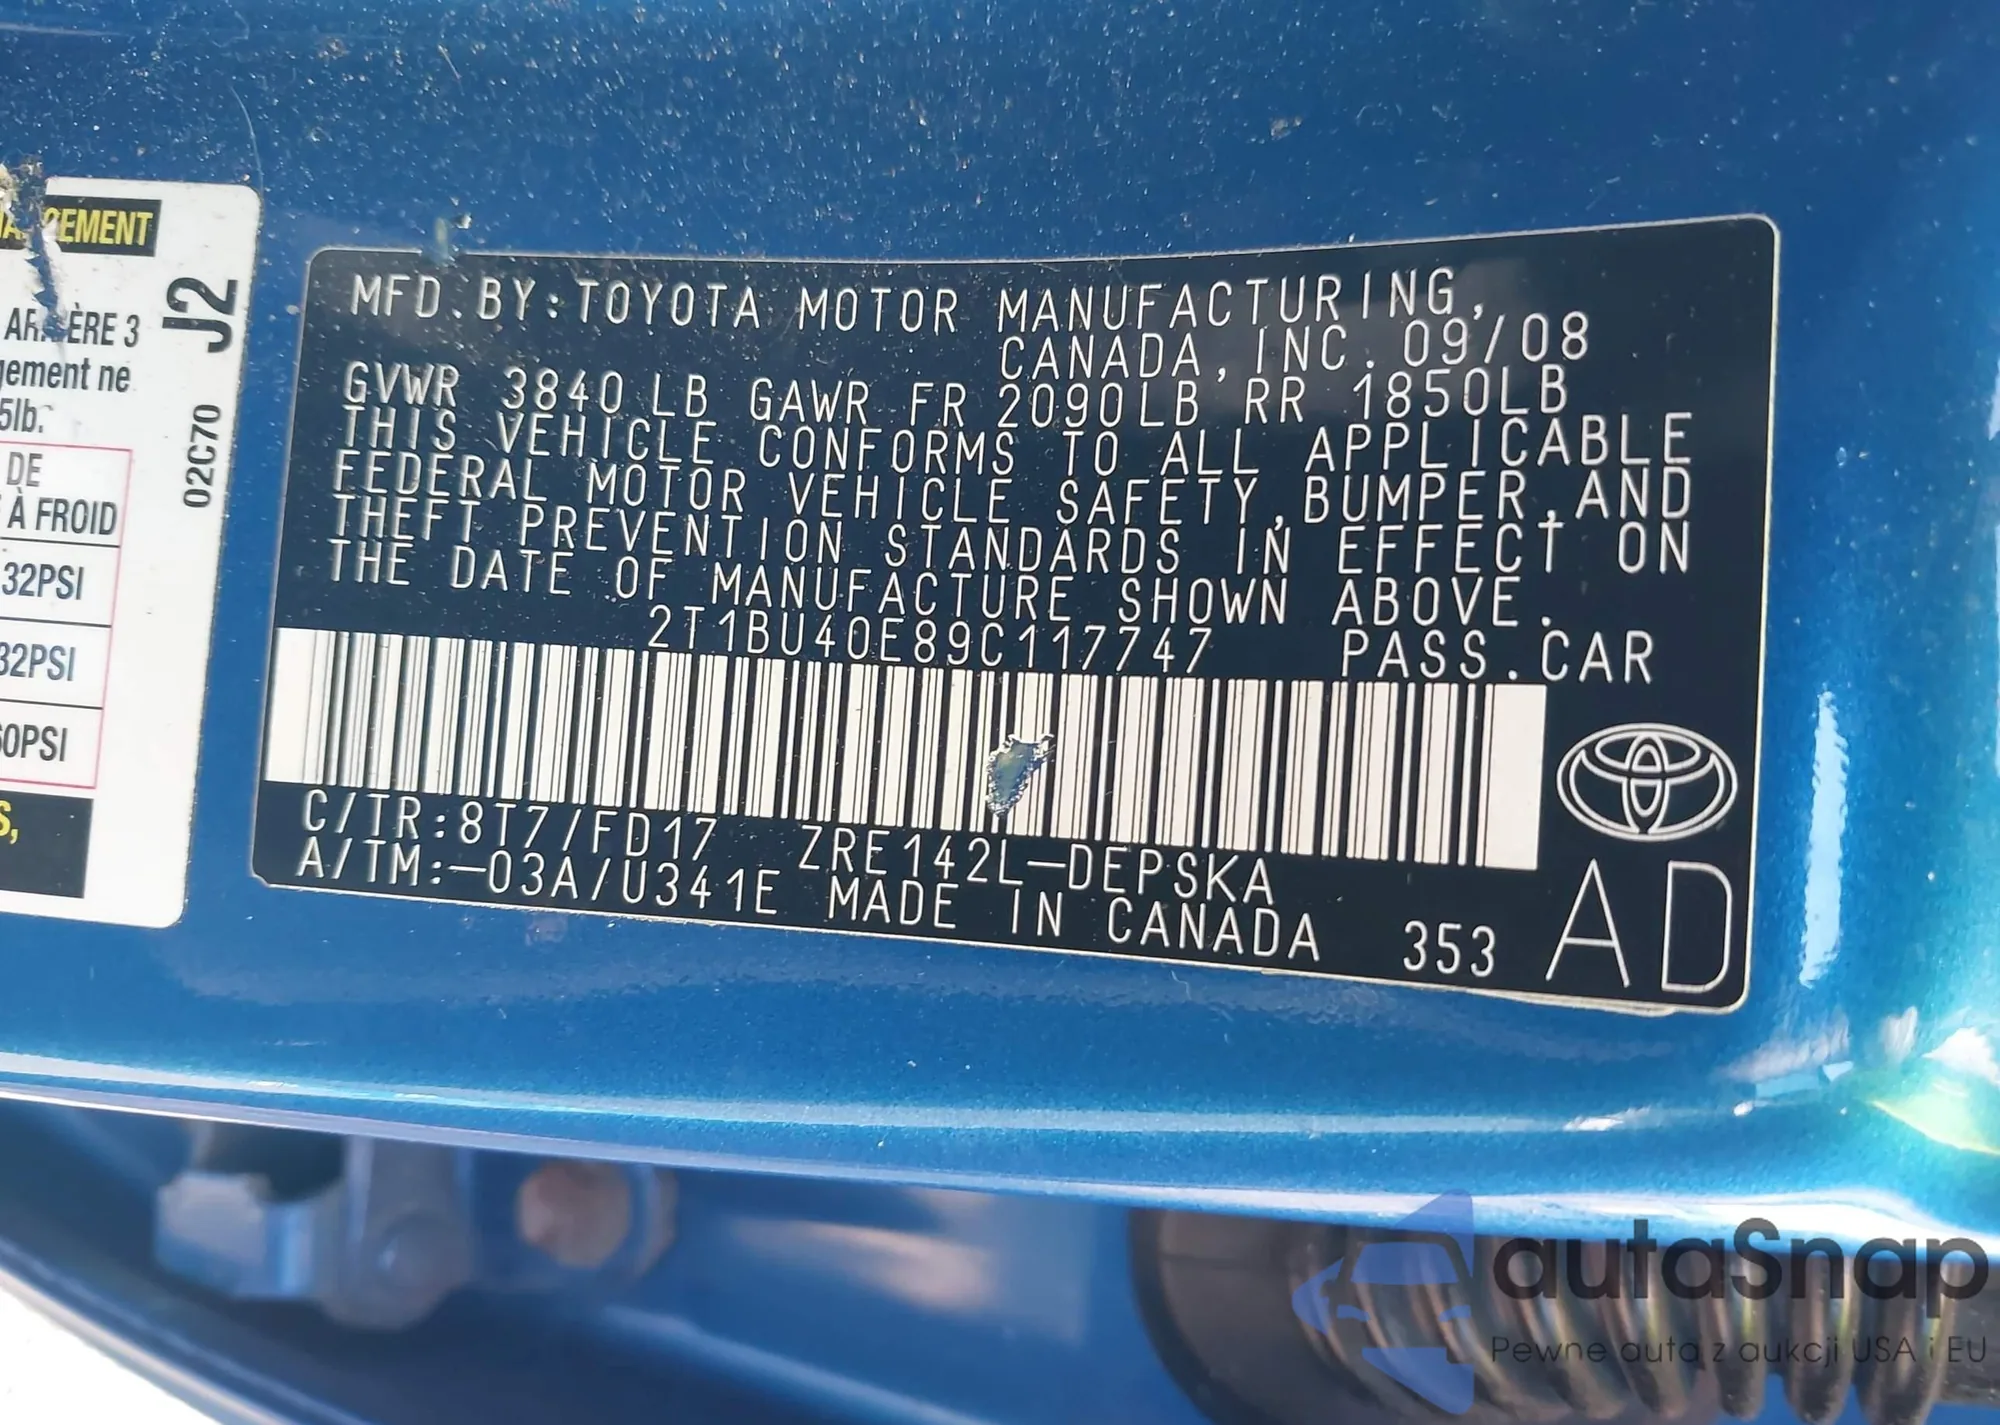 CEMENT
J2
ARRIÈRE 3
gement ne
5lb.
02C70
DE
À FROID
32PSI
32PSI
60PSI
S,
MFD.BY:TOYOTA MOTOR MANUFACTURING,
CANADA,INC.09/08
GVWR 3840 LB GAWR FR 2090LB RR 1850LB
THIS VEHICLE CONFORMS TO ALL APPLICABLE
FEDERAL MOTOR VEHICLE SAFETY,BUMPER,AND
THEFT PREVENTION STANDARDS IN EFFECT ON
THE DATE OF MANUFACTURE SHOWN ABOVE.
2T1BU40E89C117747 PASS.CAR
C/TR:8T7/FD17 ZRE142L-DEPSKA
A/TM:-03A/U341E MADE IN CANADA 353
AD
autaSnap
Pewne auta z aukcji USA i EU